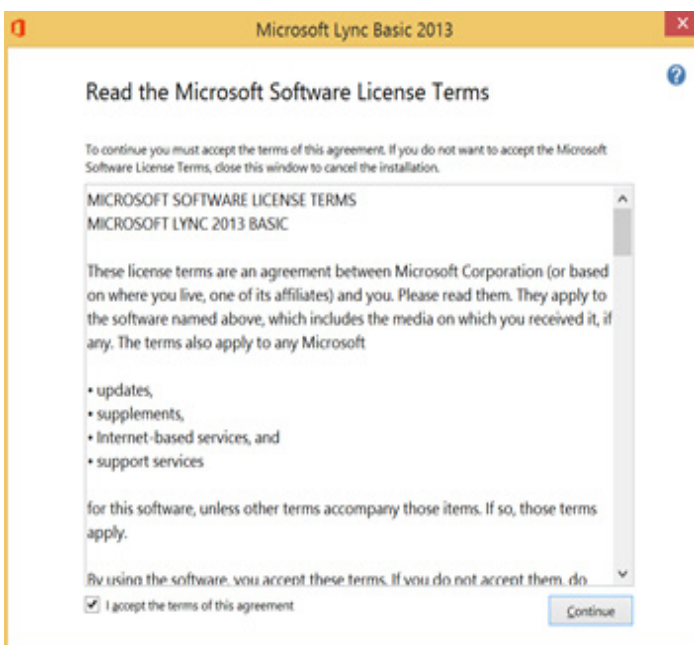 Microsoft Lync Basic 2013
Read the Microsoft Software License Terms
To continue you must accept the terms of this agreement. If you do not want to accept the Microsoft
Software License Terms, close this window to cancel the installation.
MICROSOFT SOFTWARE LICENSE TERMS
MICROSOFT LYNC 2013 BASIC
These license terms are an agreement between Microsoft Corporation (or based
on where you live, one of its affiliates) and you. Please read them. They apply to
the software named above, which includes the media on which you received it, if
any. The terms also apply to any Microsoft
• updates,
• supplements,
• Internet-based services, and
• support services
for this software, unless other terms accompany those items. If so, those terms
apply.
By using the software, you accept these terms. If you do not accept them, do
I accept the terms of this agreement
Continue